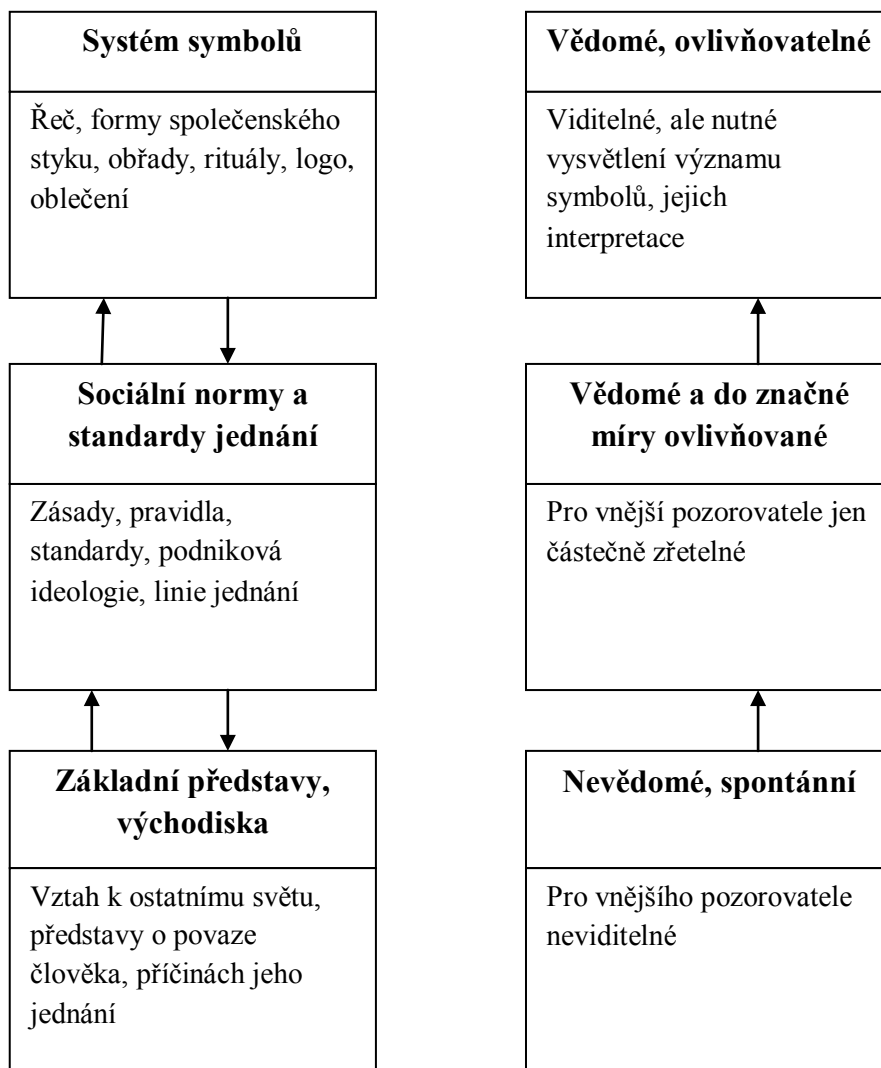 Systém symbolů
Řeč, formy společenského
styku, obřady, rituály, logo,
oblečení
Vědomé, ovlivňovatelné
Viditelné, ale nutné
vysvětlení významu
symbolů, jejich
interpretace
Sociální normy a
standardy jednání
Zásady, pravidla,
standardy, podniková
ideologie, linie jednání
Vědomé a do značné
míry ovlivňované
Pro vnější pozorovatele jen
částečně zřetelné
Základní představy,
východiska
Vztah k ostatnímu světu,
představy o povaze
člověka, příčinách jeho
jednání
Nevědomé, spontánní
Pro vnějšího pozorovatele
neviditelné